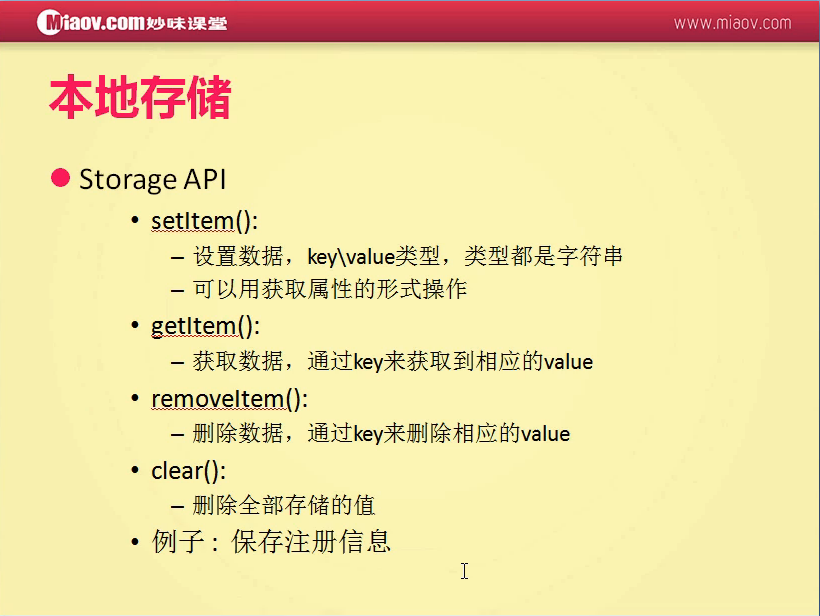 Miaov.com妙味课堂
www.miaov.com
本地存储
Storage API
• setItem():
– 设置数据，key\value类型，类型都是字符串
– 可以用获取属性的形式操作
• getItem():
– 获取数据，通过key来获取到相应的value
• removeItem():
– 删除数据，通过key来删除相应的value
• clear():
– 删除全部存储的值
• 例子：保存注册信息